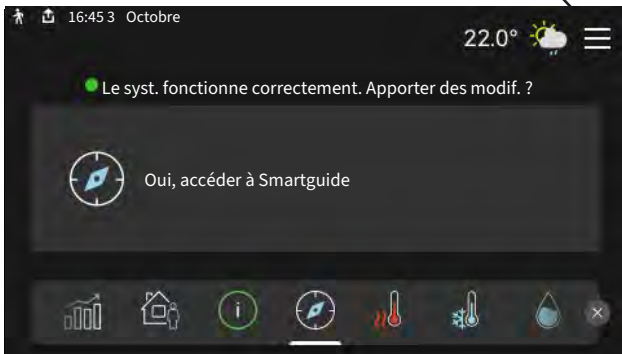 16:45 3 Octobre
22.0°
Le syst. fonctionne correctement. Apporter des modif. ?
Oui, accéder à Smartguide
i